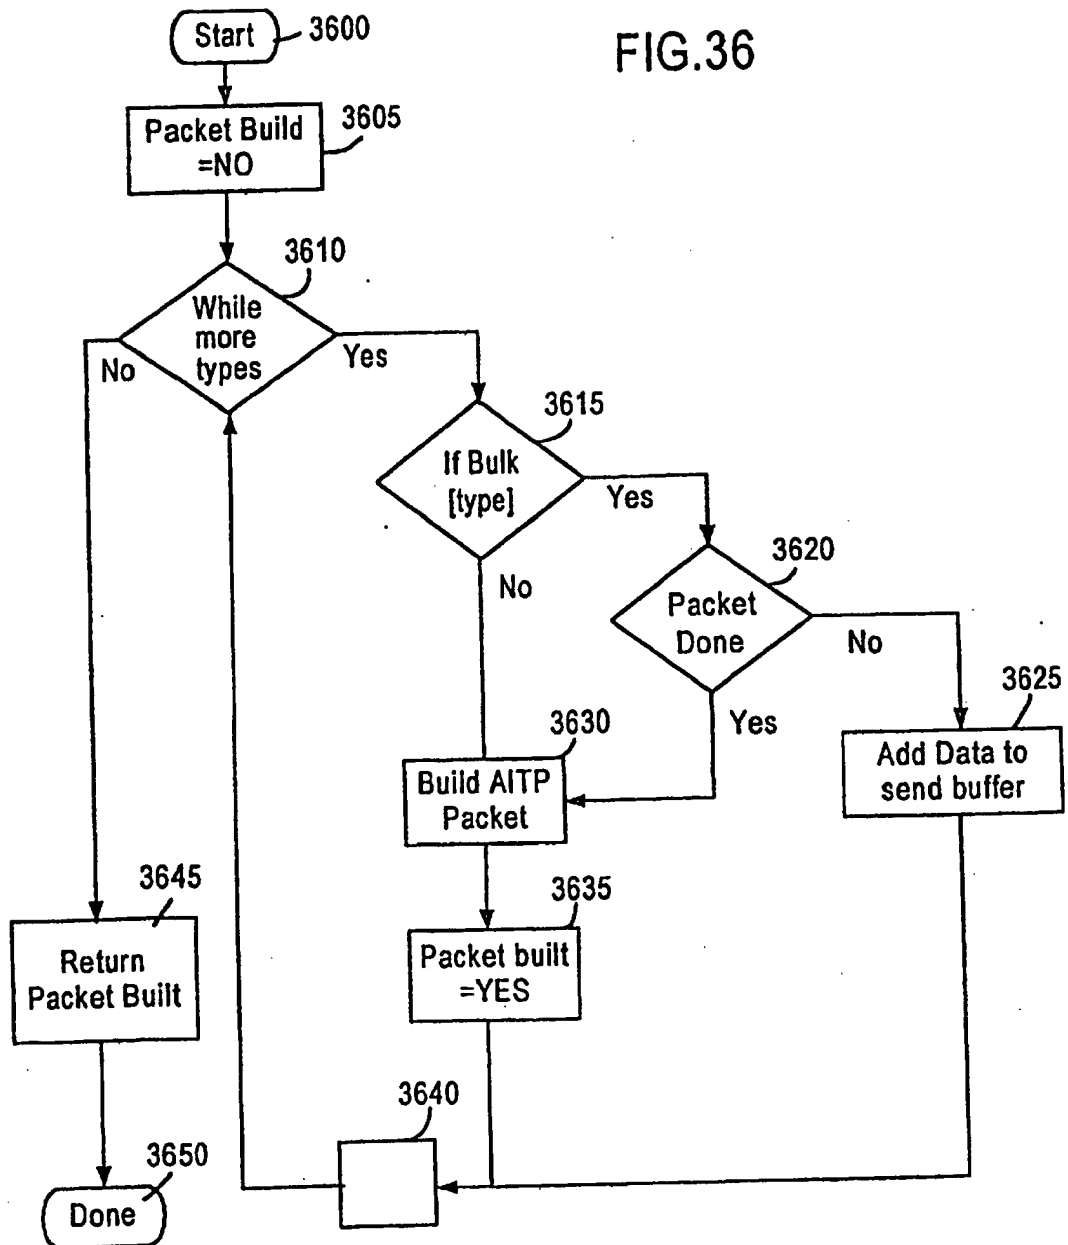 Start
3600
FIG.36
Packet Build
=NO
3605
While
more
types
3610
No
Yes
If Bulk
[type]
3615
Yes
No
Packet
Done
3620
No
Yes
Add Data to
send buffer
3625
Build AITP
Packet
3630
Packet built
=YES
3635
3640
Return
Packet Built
3645
Done
3650